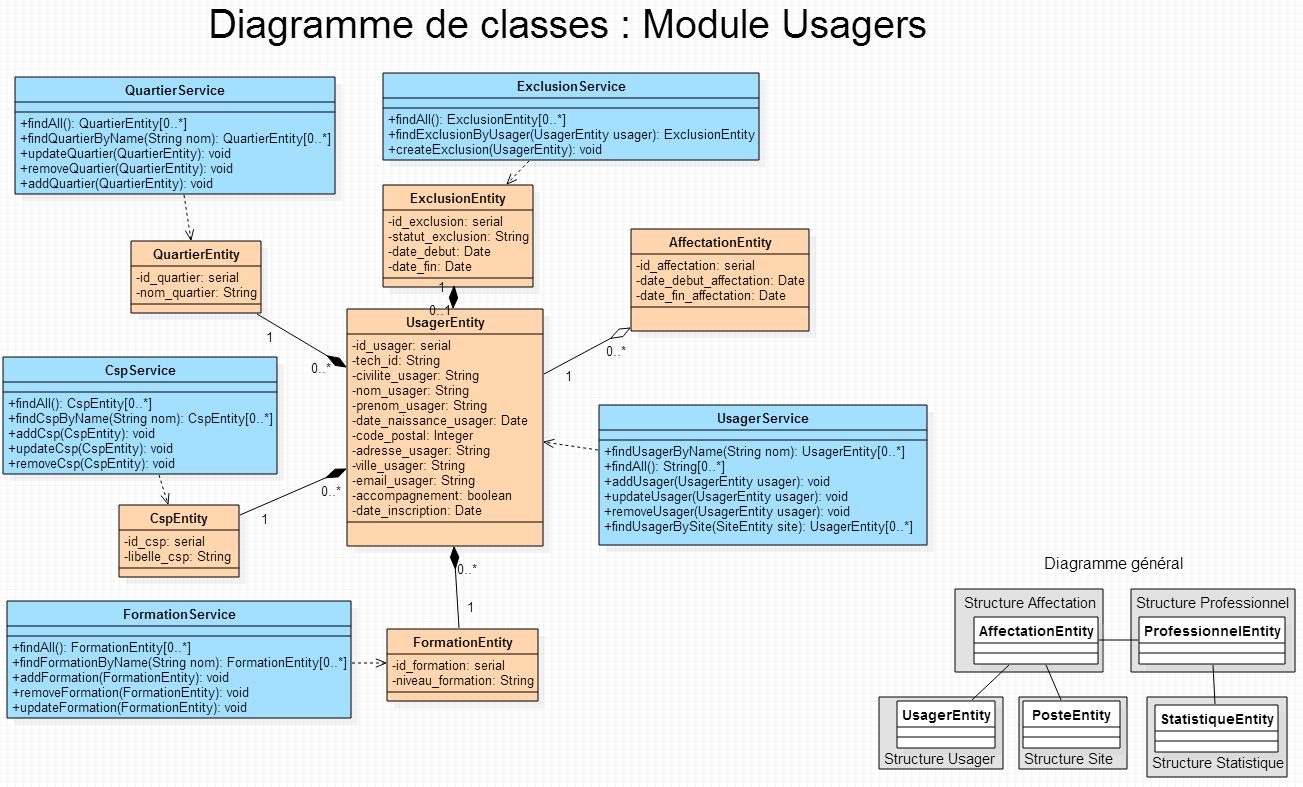 Diagramme de classes : Module Usagers
QuartierService
+findAll(): QuartierEntity[0..*]
+findQuartierByName(String nom): QuartierEntity[0..*]
+updateQuartier(QuartierEntity): void
+removeQuartier(QuartierEntity): void
+addQuartier(QuartierEntity): void
ExclusionService
+findAll(): ExclusionEntity[0..*]
+findExclusionByUsager(UsagerEntity usager): ExclusionEntity
+createExclusion(UsagerEntity): void
ExclusionEntity
-id_exclusion: serial
-statut_exclusion: String
-date_debut: Date
-date_fin: Date
1
0..1
QuartierEntity
-id_quartier: serial
-nom_quartier: String
1
0..*
AffectationEntity
-id_affectation: serial
-date_debut_affectation: Date
-date_fin_affectation: Date
0..*
1
UsagerEntity
-id_usager: serial
-tech_id: String
-civilite_usager: String
-nom_usager: String
-prenom_usager: String
-date_naissance_usager: Date
-code_postal: Integer
-adresse_usager: String
-ville_usager: String
-email_usager: String
-accompagnement: boolean
-date_inscription: Date
CspService
+findAll(): CspEntity[0..*]
+findCspByName(String nom): CspEntity[0..*]
+addCsp(CspEntity): void
+updateCsp(CspEntity): void
+removeCsp(CspEntity): void
0..*
1
CspEntity
-id_csp: serial
-libelle_csp: String
UsagerService
+findUsagerByName(String nom): UsagerEntity[0..*]
+findAll(): String[0..*]
+addUsager(UsagerEntity usager): void
+updateUsager(UsagerEntity usager): void
+removeUsager(UsagerEntity usager): void
+findUsagerBySite(SiteEntity site): UsagerEntity[0..*]
0..*
1
FormationService
+findAll(): FormationEntity[0..*]
+findFormationByName(String nom): FormationEntity[0..*]
+addFormation(FormationEntity): void
+removeFormation(FormationEntity): void
+updateFormation(FormationEntity): void
FormationEntity
-id_formation: serial
-niveau_formation: String
Diagramme général
Structure Affectation
AffectationEntity
Structure Professionnel
ProfessionnelEntity
UsagerEntity
Structure Usager
PosteEntity
Structure Site
StatistiqueEntity
Structure Statistique